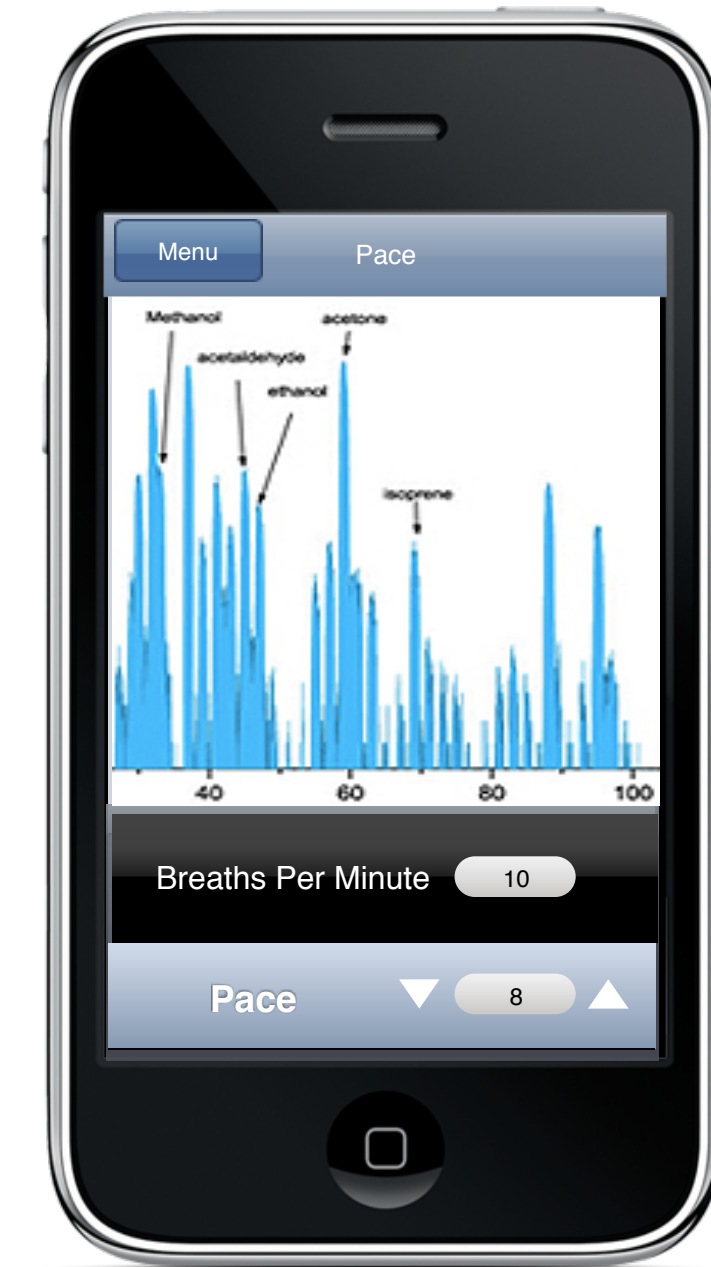 Menu Pace
Methanol acetone
acetaldehyde
ethanol
isoprene
40 60 80 100
Breaths Per Minute 10
Pace 8